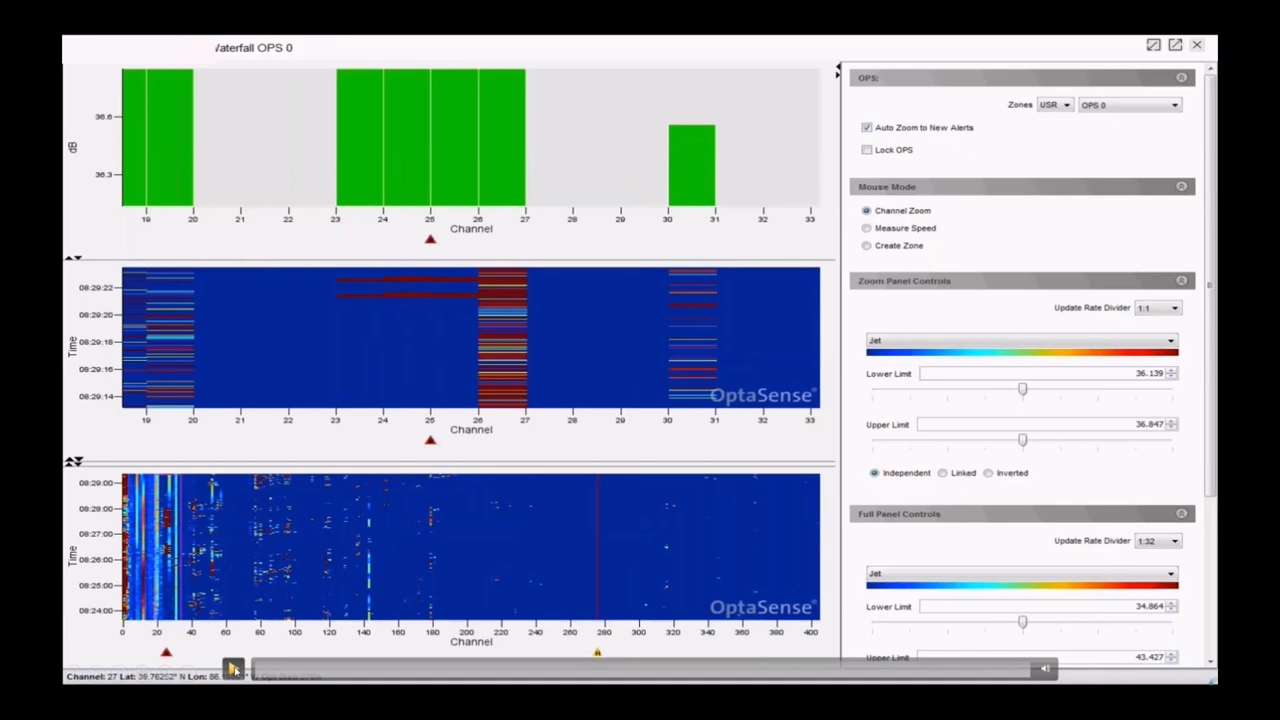 Waterfall OPS 0
36.6
36.3
dB
19 20 21 22 23 24 25 26 27 28 29 30 31 32 33
Channel
08:29:22
08:29:20
08:29:18
08:29:16
08:29:14
Time
OptaSense®
19 20 21 22 23 24 25 26 27 28 29 30 31 32 33
Channel
08:29:00
08:28:00
08:27:00
08:26:00
08:25:00
08:24:00
Time
OptaSense®
0 20 40 60 80 100 120 140 160 180 200 220 240 260 280 300 320 340 360 380 400
Channel
Channel: 27 Lat: 39.76252° N Lon:
OPS:
Zones USR OPS 0
Auto Zoom to New Alerts
Lock OPS
Mouse Mode
Channel Zoom
Measure Speed
Create Zone
Zoom Panel Controls
Update Rate Divider 1:1
Jet
Lower Limit 36.139
Upper Limit 36.847
Independent Linked Inverted
Full Panel Controls
Update Rate Divider 1:32
Jet
Lower Limit 34.864
Upper Limit 43.427